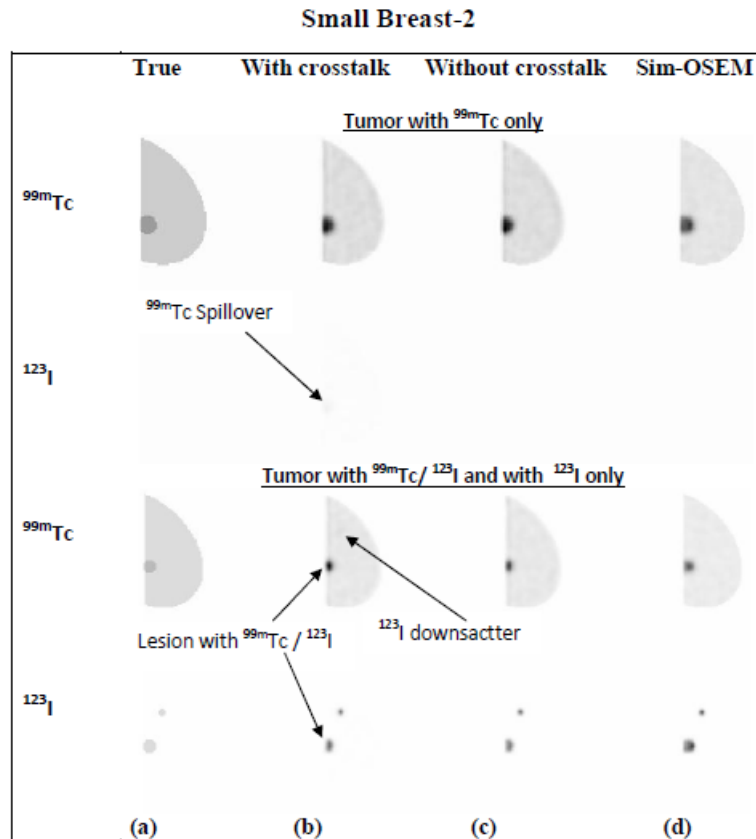 Small Breast-2
True With crosstalk Without crosstalk Sim-OSEM
Tumor with ⁹⁹ᵐTc only
⁹⁹ᵐTc
⁹⁹ᵐTc Spillover
¹²³I
Tumor with ⁹⁹ᵐTc/ ¹²³I and with ¹²³I only
⁹⁹ᵐTc
Lesion with ⁹⁹ᵐTc / ¹²³I
¹²³I downsactter
¹²³I
(a) (b) (c) (d)